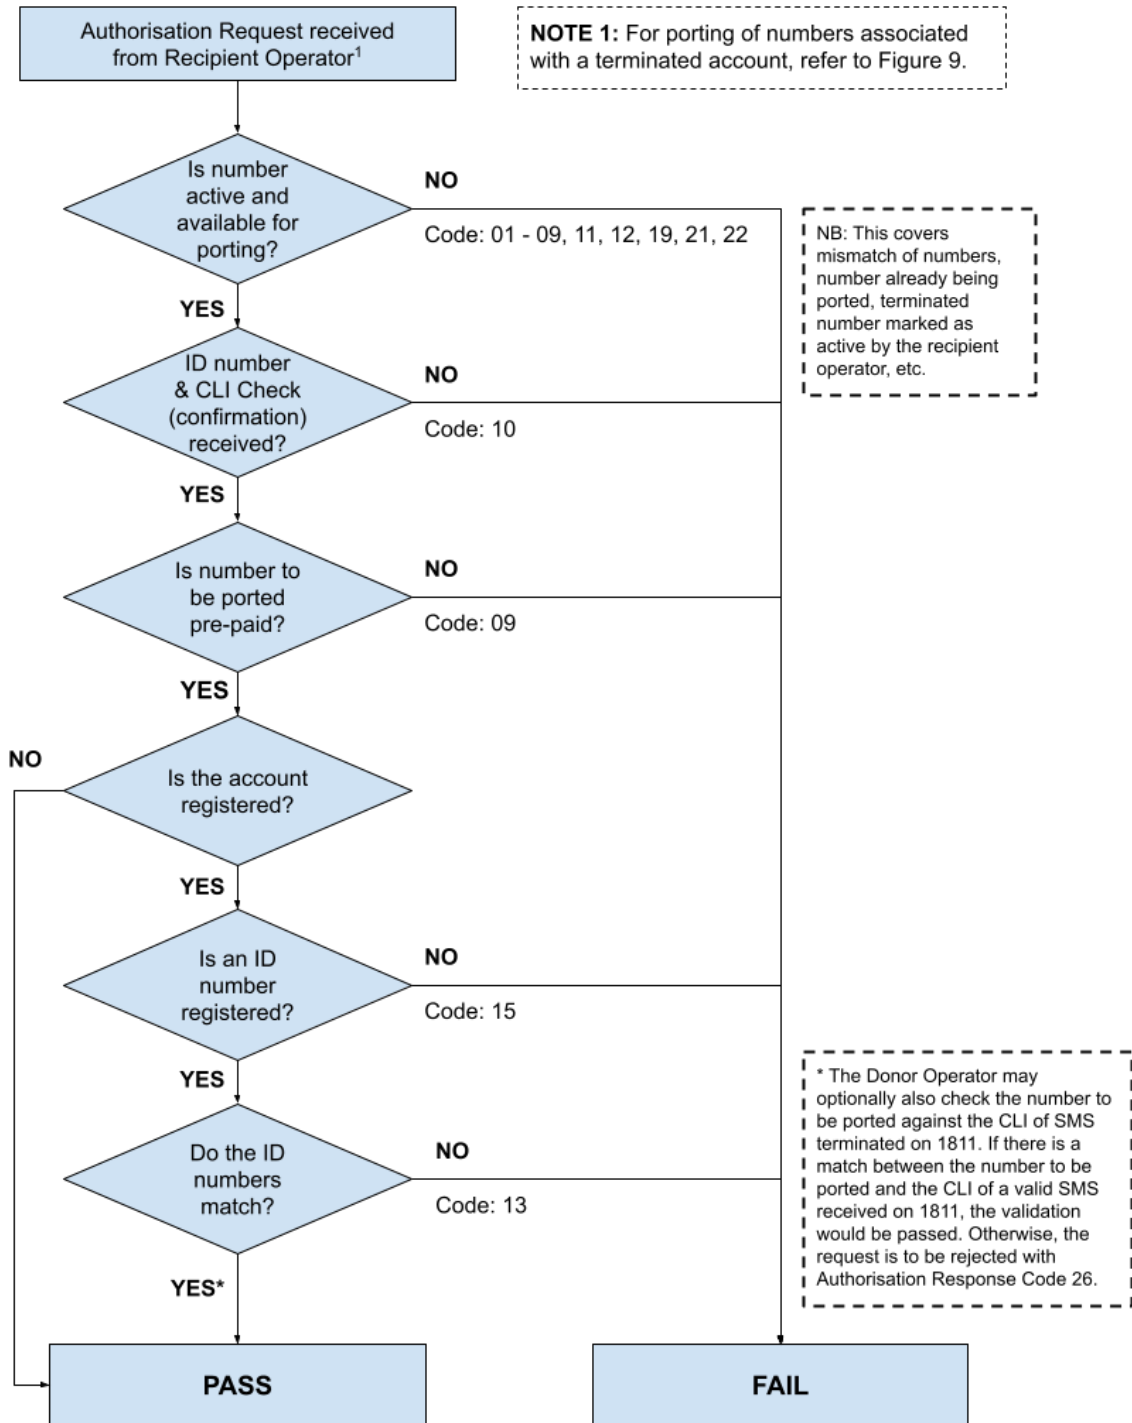 Authorisation Request received
from Recipient Operator¹
NOTE 1: For porting of numbers associated
with a terminated account, refer to Figure 9.
Is number
active and
available for
porting?
NO
Code: 01 - 09, 11, 12, 19, 21, 22
NB: This covers
mismatch of numbers,
number already being
ported, terminated
number marked as
active by the recipient
operator, etc.
YES
ID number
& CLI Check
(confirmation)
received?
NO
Code: 10
YES
Is number to
be ported
pre-paid?
NO
Code: 09
YES
NO
Is the account
registered?
YES
Is an ID
number
registered?
NO
Code: 15
YES
Do the ID
numbers
match?
NO
Code: 13
* The Donor Operator may
optionally also check the number to
be ported against the CLI of SMS
terminated on 1811. If there is a
match between the number to be
ported and the CLI of a valid SMS
received on 1811, the validation
would be passed. Otherwise, the
request is to be rejected with
Authorisation Response Code 26.
YES*
PASS
FAIL